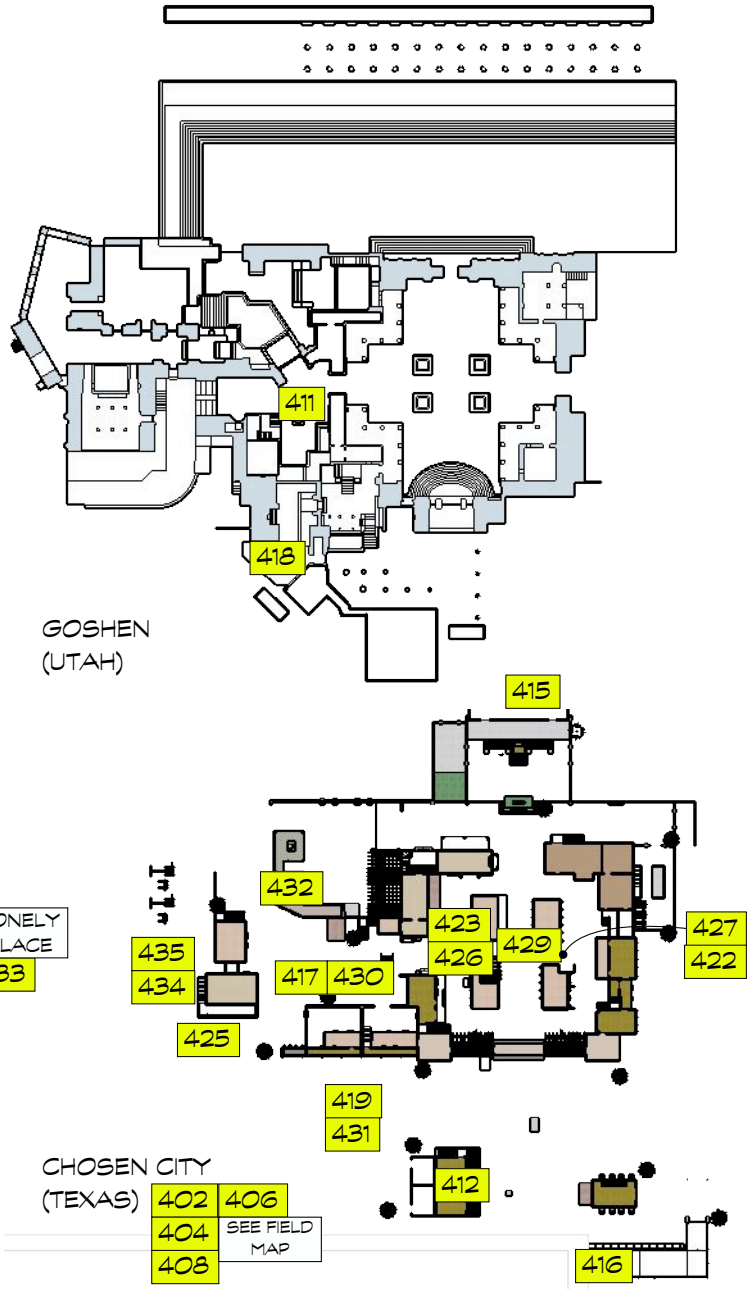 411
418
GOSHEN
(UTAH)
415
432
ONELY
LACE
33
423
426
429
427
422
435
434
417 430
425
419
431
CHOSEN CITY
(TEXAS)
402 406
404 SEE FIELD
MAP
408
412
416